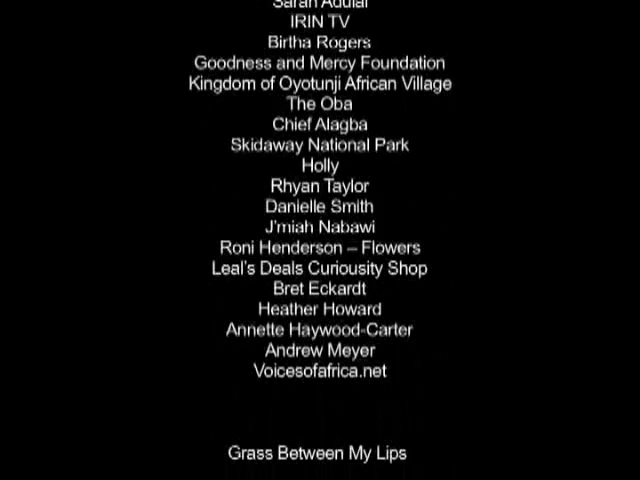 Sarah
IRIN TV
Birtha Rogers
Goodness and Mercy Foundation
Kingdom of Oyotunji African Village
The Oba
Chief Alagba
Skidaway National Park
Holly
Rhyan Taylor
Danielle Smith
J'miah Nabawi
Roni Henderson – Flowers
Leal's Deals Curiousity Shop
Bret Eckardt
Heather Howard
Annette Haywood-Carter
Andrew Meyer
Voicesofafrica.net
Grass Between My Lips